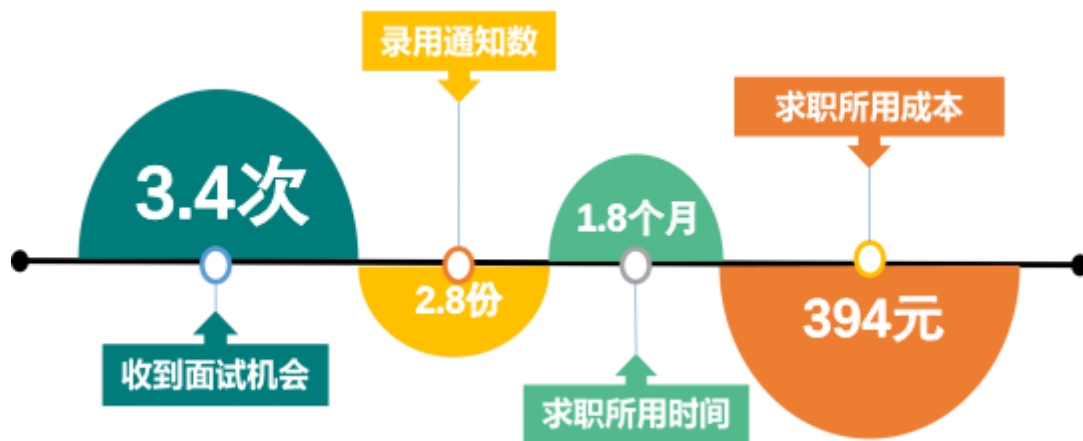 录用通知数
求职所用成本
3.4次
1.8个月
2.8份
394元
收到面试机会
求职所用时间